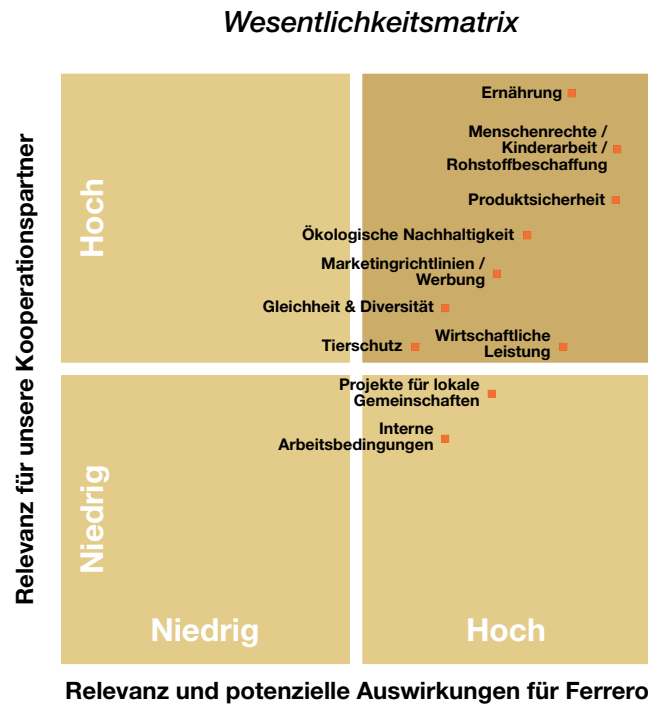 Wesentlichkeitsmatrix
Relevanz für unsere Kooperationspartner
Hoch
Ernährung
Menschenrechte /
Kinderarbeit /
Rohstoffbeschaffung
Produktsicherheit
Ökologische Nachhaltigkeit
Marketingrichtlinien /
Werbung
Gleichheit & Diversität
Tierschutz
Wirtschaftliche
Leistung
Niedrig
Projekte für lokale
Gemeinschaften
Interne
Arbeitsbedingungen
Niedrig
Hoch
Relevanz und potenzielle Auswirkungen für Ferrero